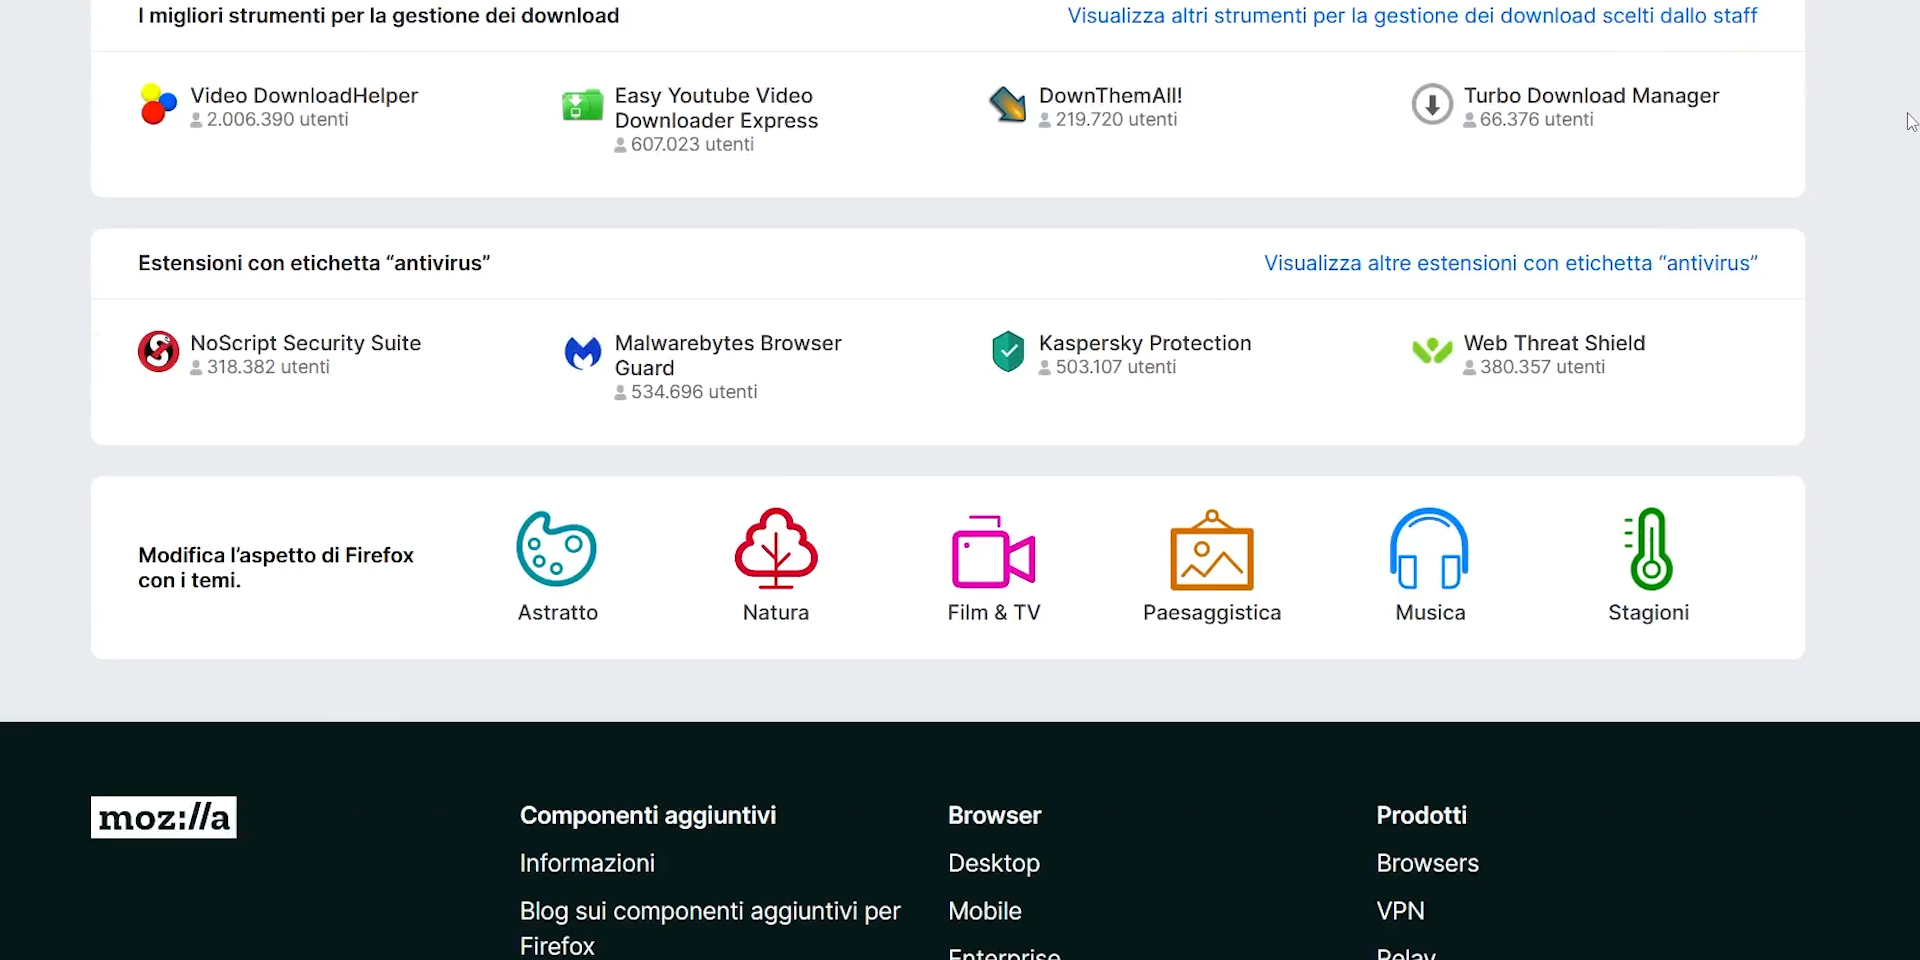 I migliori strumenti per la gestione dei download
Visualizza altri strumenti per la gestione dei download scelti dallo staff
Video DownloadHelper
2.006.390 utenti
Easy Youtube Video
Downloader Express
607.023 utenti
DownThemAll!
219.720 utenti
Turbo Download Manager
66.376 utenti
Estensioni con etichetta “antivirus”
Visualizza altre estensioni con etichetta “antivirus”
NoScript Security Suite
318.382 utenti
Malwarebytes Browser
Guard
534.696 utenti
Kaspersky Protection
503.107 utenti
Web Threat Shield
380.357 utenti
Modifica l’aspetto di Firefox
con i temi.
Astratto
Natura
Film & TV
Paesaggistica
Musica
Stagioni
moz://a
Componenti aggiuntivi
Informazioni
Blog sui componenti aggiuntivi per
Firefox
Browser
Desktop
Mobile
Enterprise
Prodotti
Browsers
VPN
Relay